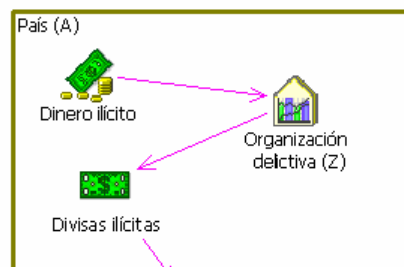 País (A)
Dinero ilícito
Organización
delictiva (Z)
Divisas ilícitas